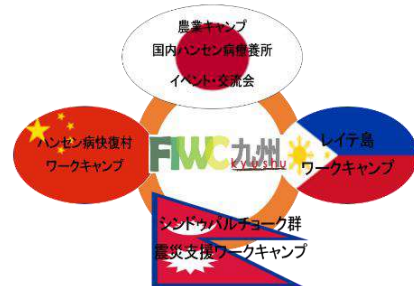 農業キャンプ
国内ハンセン病療養所
イベント・交流会
ハンセン病快復村
ワークキャンプ
FIWC九州
kyushu
レイテ島
ワークキャンプ
シンドゥパルチョーク群
震災支援ワークキャンプ